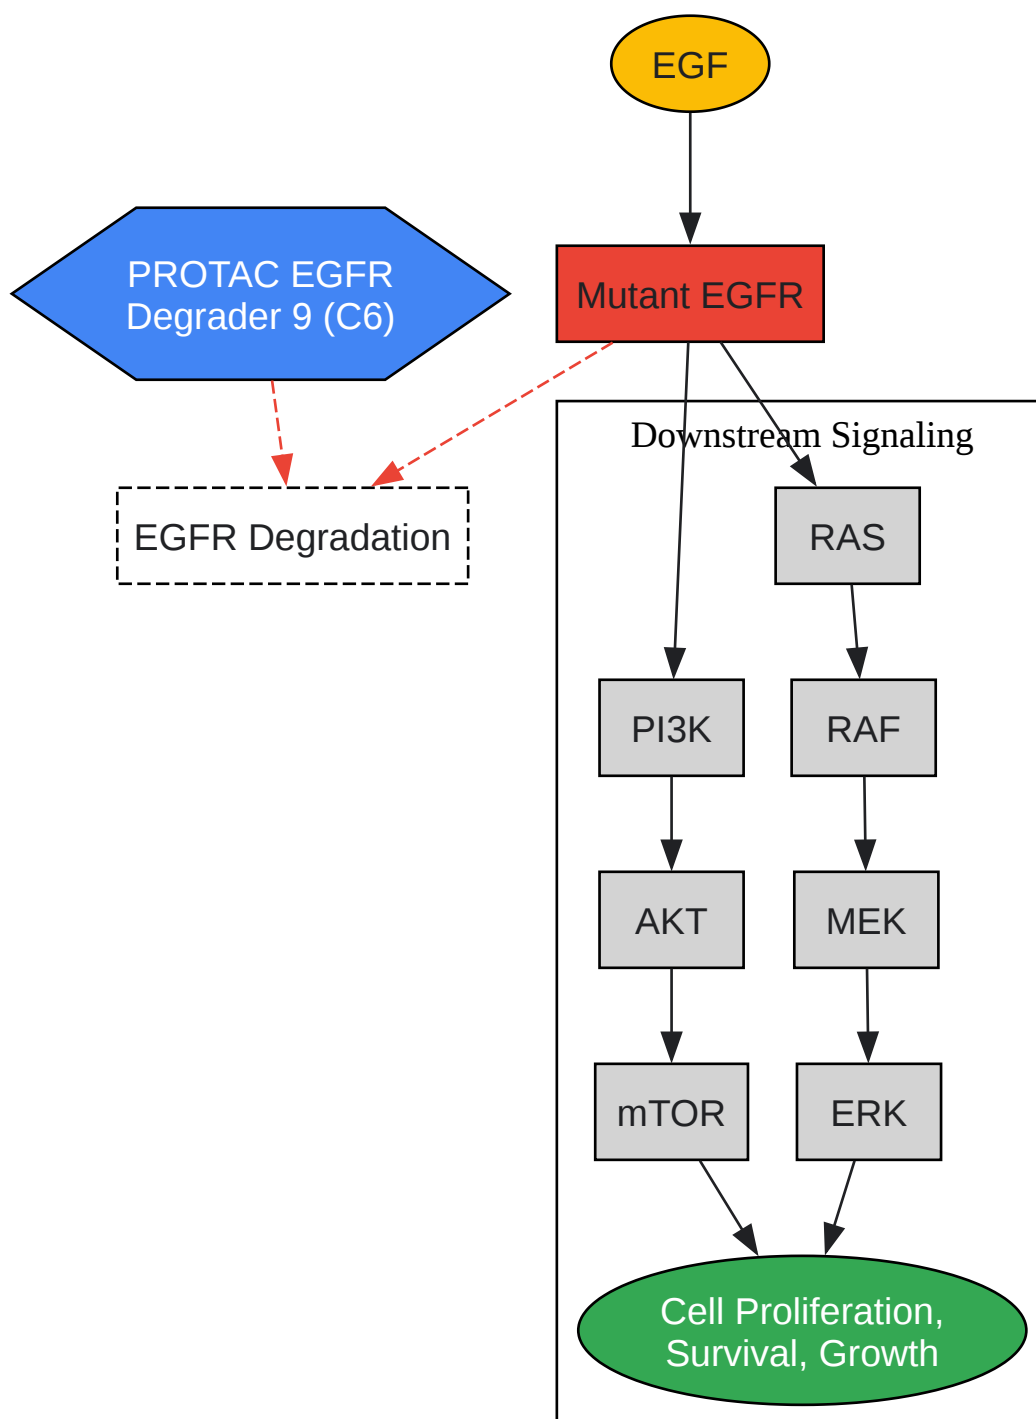 EGF
PROTAC EGFR
Degrader 9 (C6)
Mutant EGFR
Downstream Signaling
EGFR Degradation
RAS
PI3K
RAF
AKT
MEK
mTOR
ERK
Cell Proliferation,
Survival, Growth